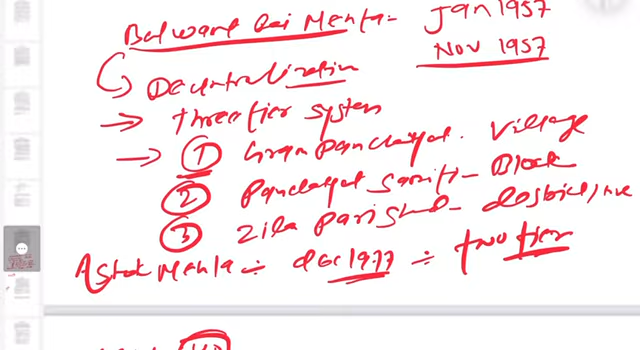 Balwant Rai Mehta - Jan 1957
Nov 1957
Decentralization
→ three tier system
→ ① Gram Panchayat. Village
② Panchayat Samiti - Block
③ Zila Parishad -
Ashok Mehta ÷ dec 1977 ÷ two tier